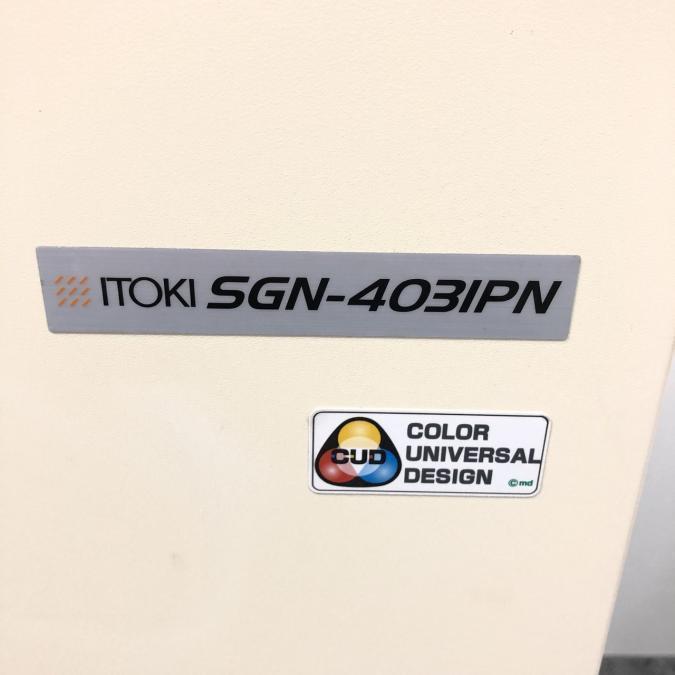 ITOKI SGN-403IPN
CUD
COLOR
UNIVERSAL
DESIGN
©md